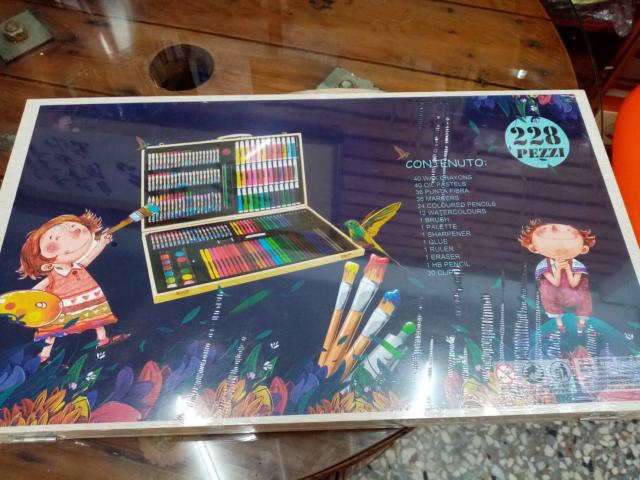 228
PEZZI
CONTENUTO:
40 WAX CRAYONS
40 OIL PASTELS
36 PUNTA FIBRA
36 MARKERS
24 COLOURED PENCILS
12 WATERCOLOURS
1 BRUSH
1 PALETTE
1 SHARPENER
1 GLUE
1 RULER
1 ERASER
1 HB PENCIL
30 CLIPS